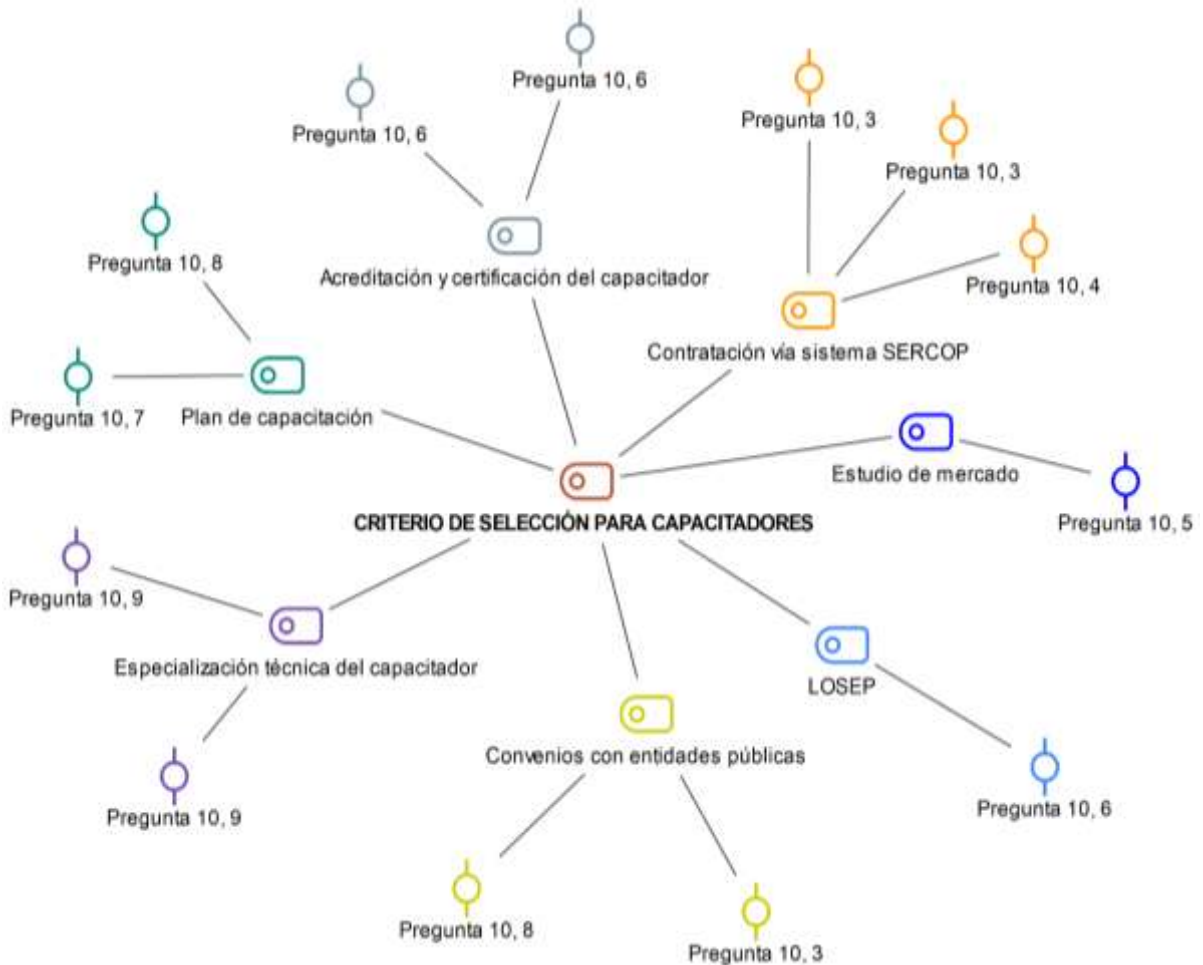 Pregunta 10, 6
Pregunta 10, 6
Pregunta 10, 3
Pregunta 10, 3
Pregunta 10, 8
Acreditación y certificación del capacitador
Pregunta 10, 4
Contratación vía sistema SERCOP
Pregunta 10, 7
Plan de capacitación
Estudio de mercado
CRITERIO DE SELECCIÓN PARA CAPACITADORES
Pregunta 10, 5
Pregunta 10, 9
Especialización técnica del capacitador
LOSEP
Convenios con entidades públicas
Pregunta 10, 9
Pregunta 10, 6
Pregunta 10, 8
Pregunta 10, 3